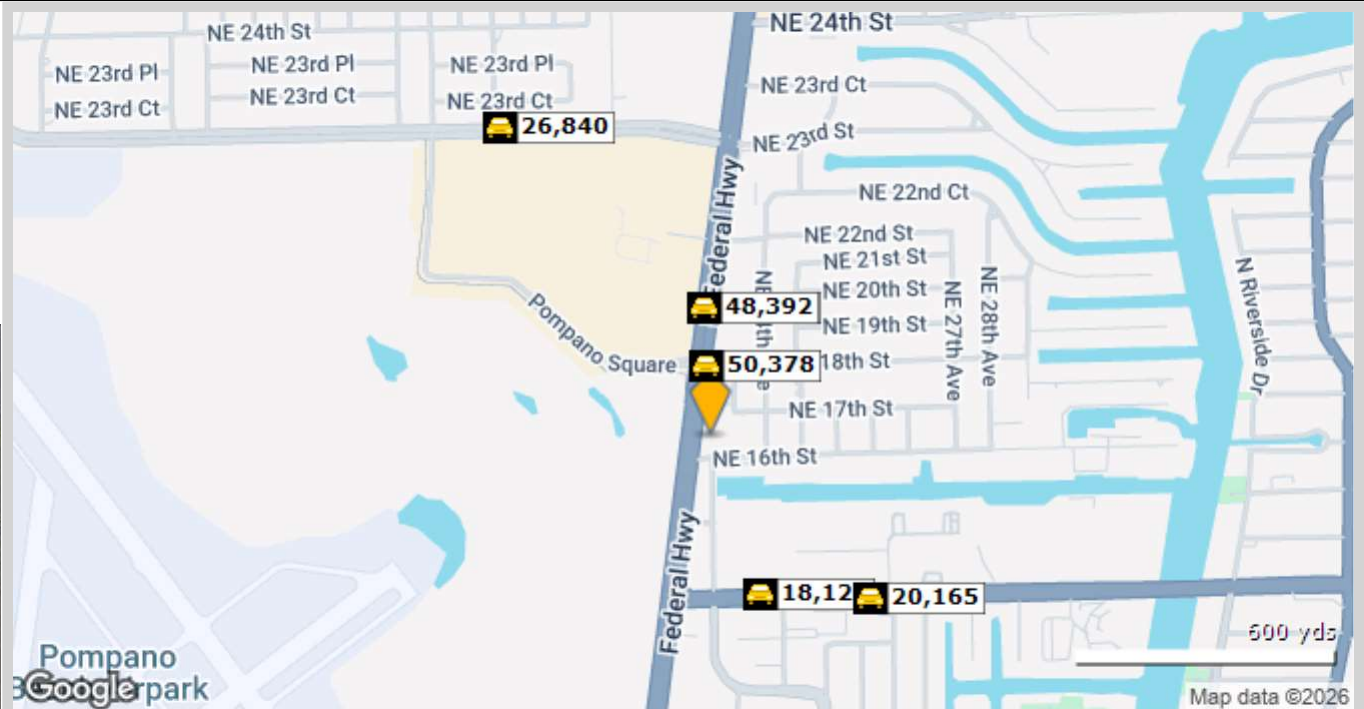 NE 24th St
NE 24th St
NE 23rd Pl
NE 23rd Pl
NE 23rd Pl
NE 23rd Ct
NE 23rd Ct
NE 23rd Ct
NE 23rd Ct
26,840
NE 23rd St
NE 22nd Ct
Federal Hwy
NE 22nd St
NE 21st St
NE 20th St
NE 19th St
NE 27th Ave
NE 28th Ave
N Riverside Dr
48,392
Pompano Square
50,378
18th St
NE 17th St
NE 16th St
Federal Hwy
18,12
20,165
600 yds
Pompano
Google
rpark
Map data ©2026